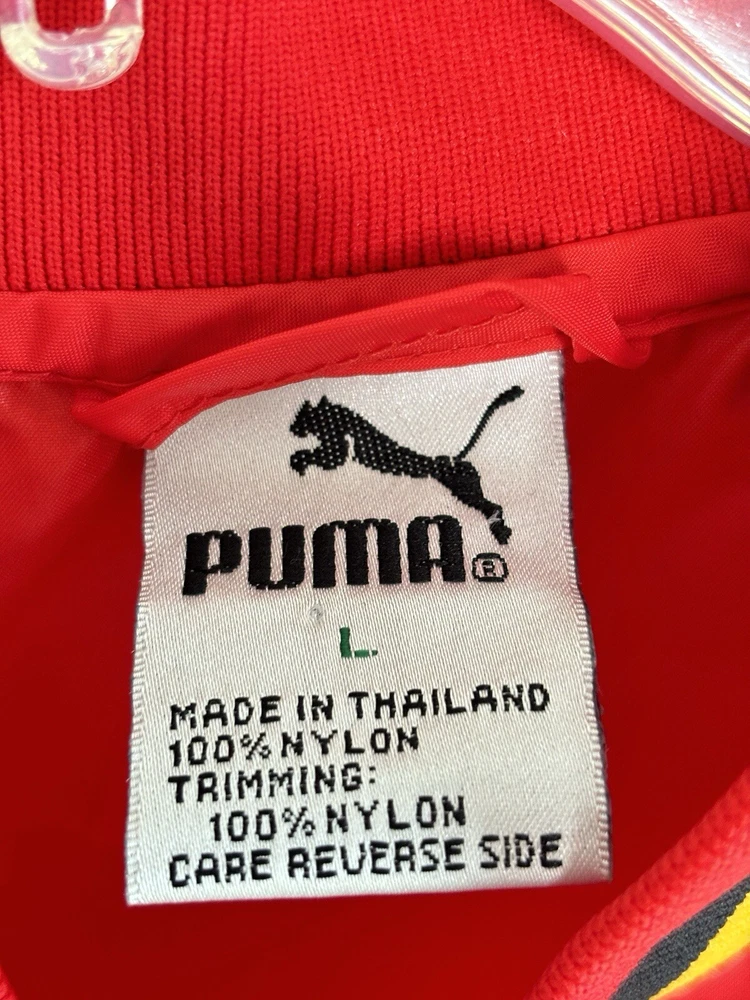 PUMA®
L
MADE IN THAILAND
100% NYLON
TRIMMING:
100% NYLON
CARE REVERSE SIDE